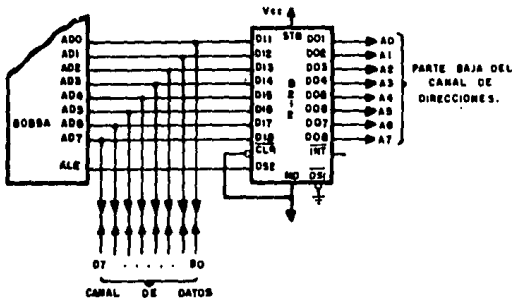 Vcc
AD0 DI1 STB DO1 A0
AD1 DI2 DO2 A1
AD2 DI3 DO3 A2
AD3 DI4 DO4 A3
AD4 DI5 DO5 A4
AD5 DI6 DO6 A5
AD6 DI7 DO7 A6
AD7 DI8 DO8 A7
8085A
8212
PARTE BAJA DEL
CANAL DE
DIRECCIONES.
CLR INT
ALE DS2
MD DS1
D7 . . . . . . D0
CANAL DE DATOS